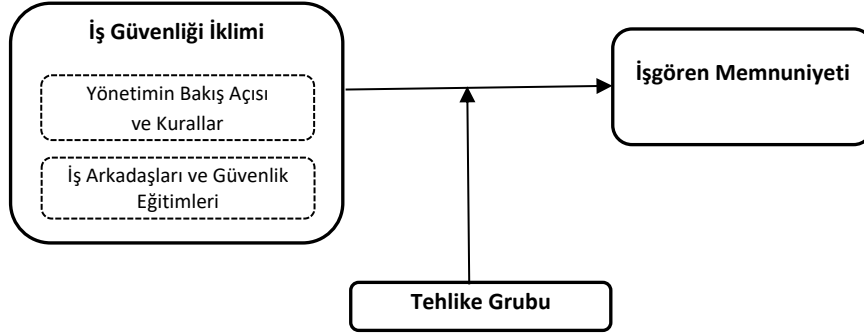 İş Güvenliği İklimi
Yönetimin Bakış Açısı
ve Kurallar
İş Arkadaşları ve Güvenlik
Eğitimleri
İşgören Memnuniyeti
Tehlike Grubu